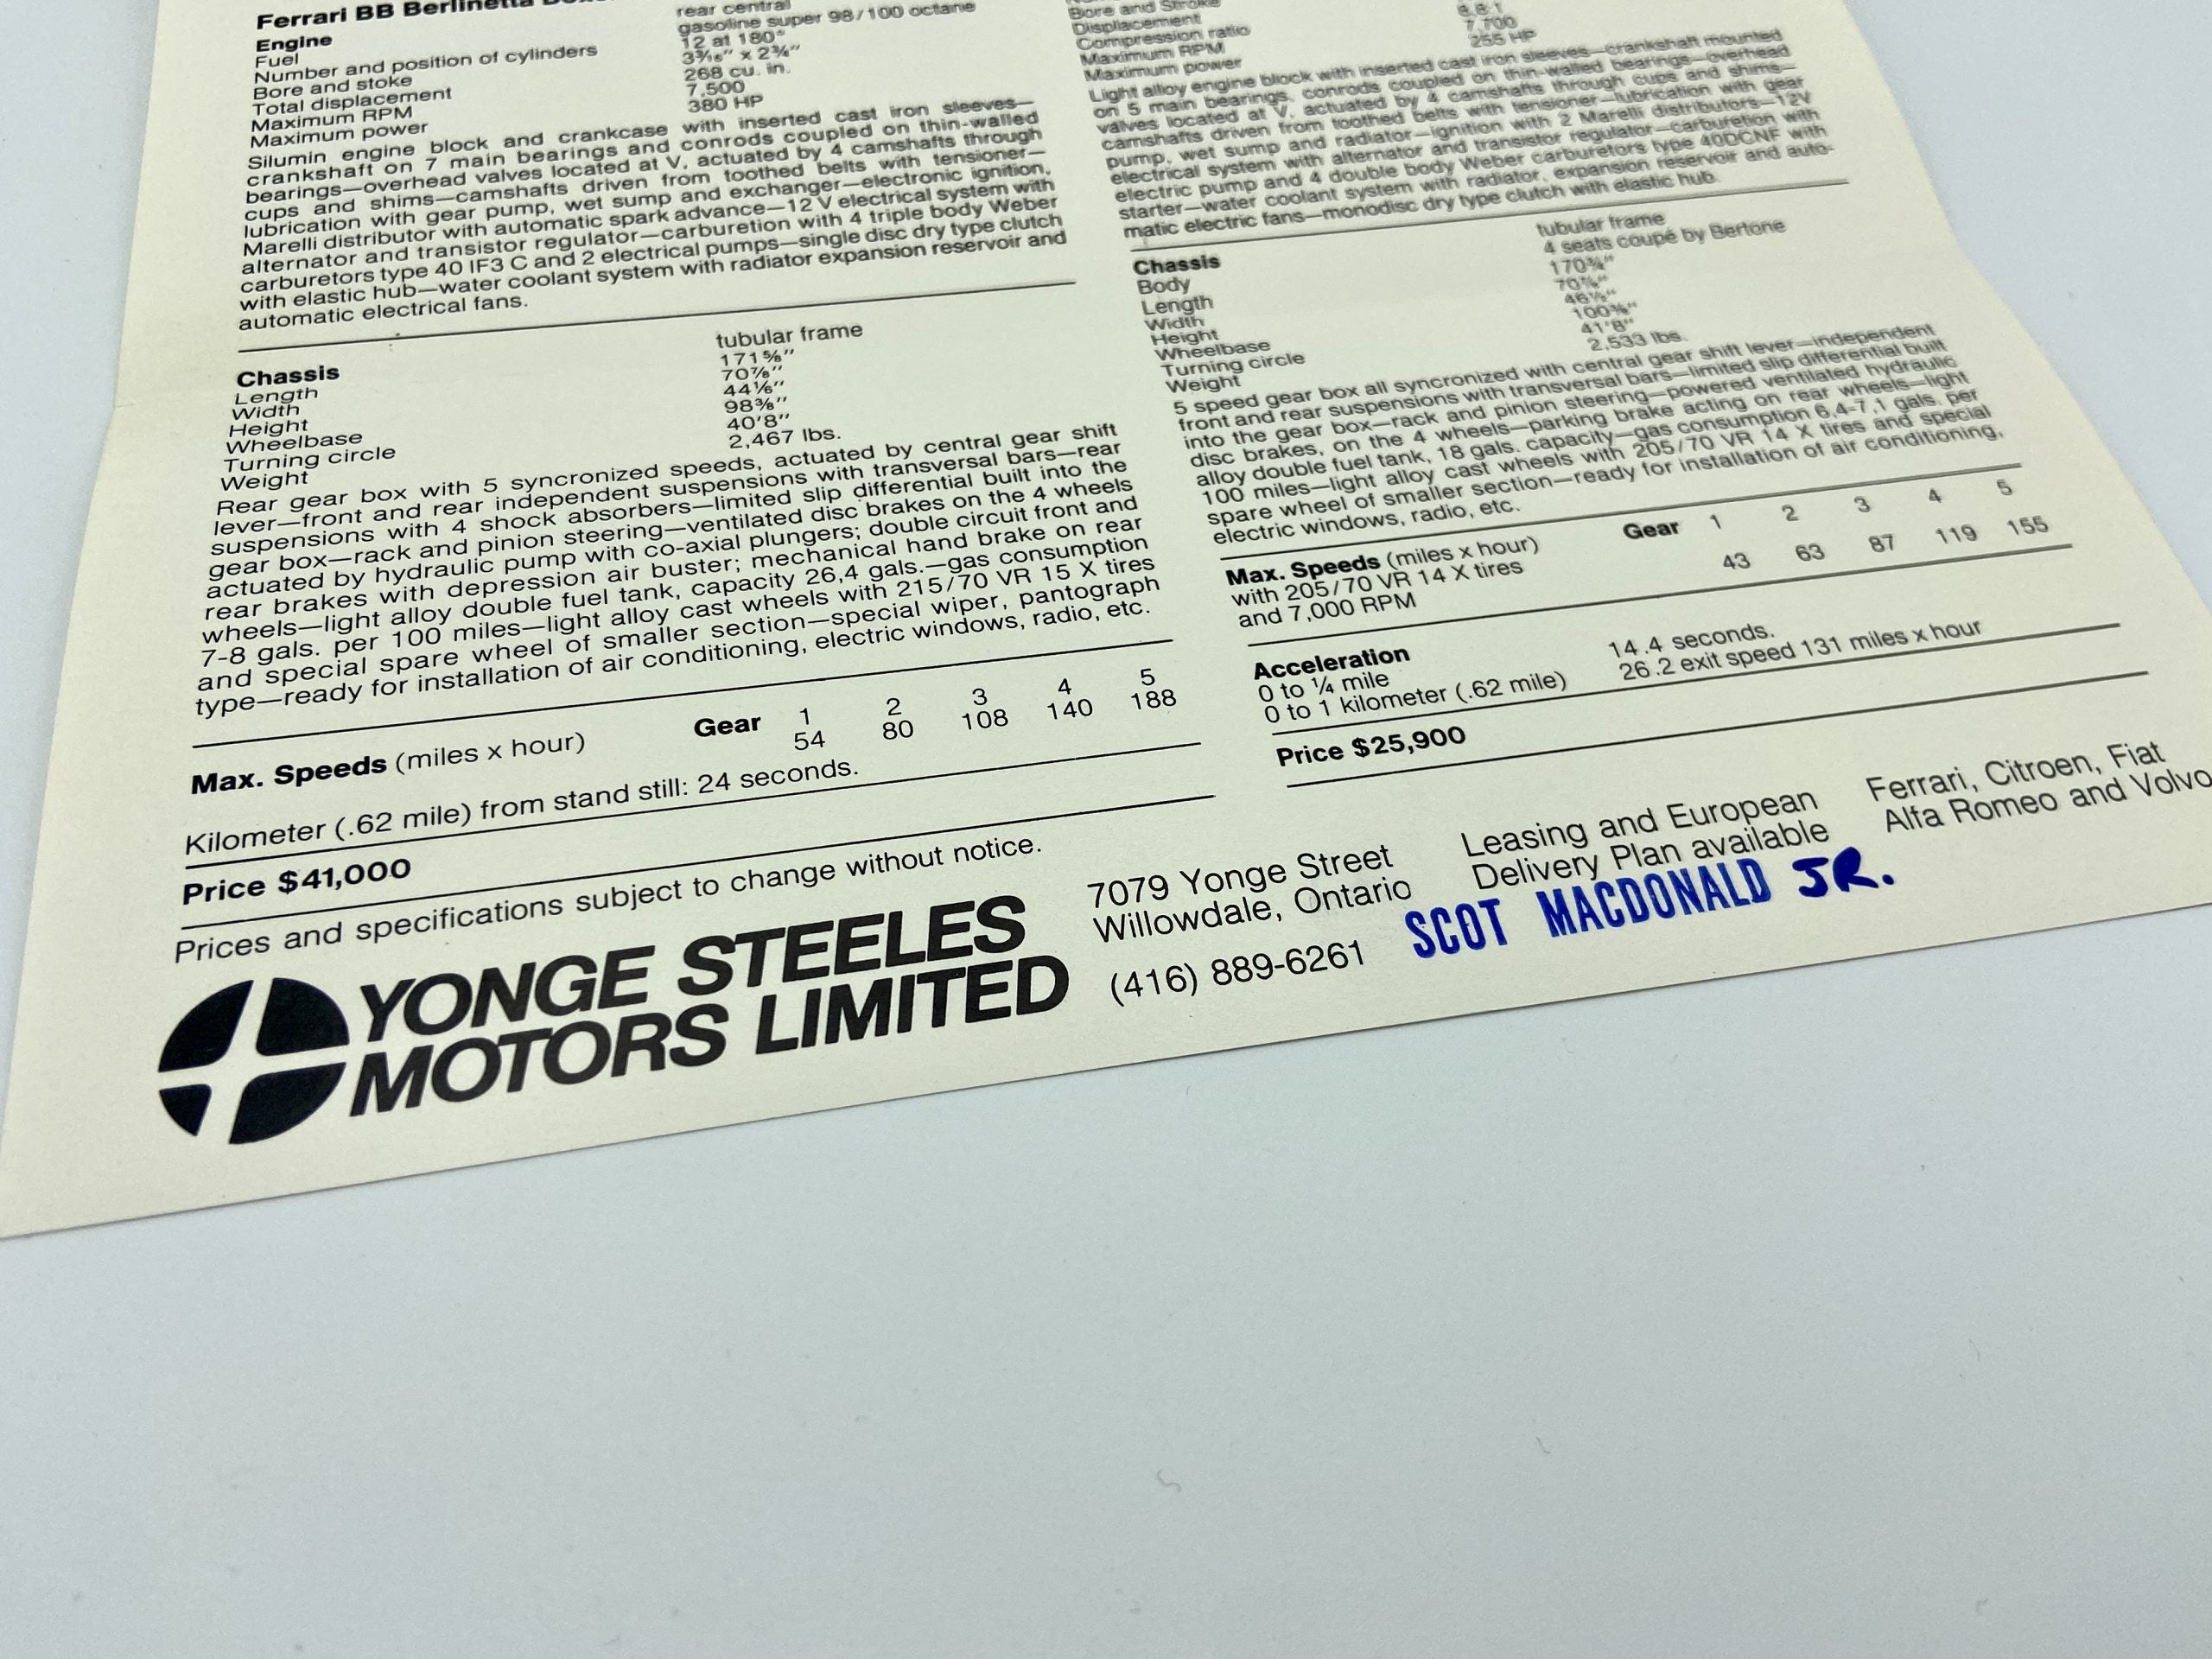 Ferrari BB Berlinetta
Engine rear central
Fuel gasoline super 98/100 octane
Number and position of cylinders 12 at 180°
Bore and stoke 3³⁄₁₆" x 2¾"
Total displacement 268 cu. in.
Maximum RPM 7,500
Maximum power 380 HP
Silumin engine block and crankcase with inserted cast iron sleeves—
crankshaft on 7 main bearings and conrods coupled on thin-walled
bearings—overhead valves located at V, actuated by 4 camshafts through
cups and shims—camshafts driven from toothed belts with tensioner—
lubrication with gear pump, wet sump and exchanger—electronic ignition,
Marelli distributor with automatic spark advance—12 V electrical system with
alternator and transistor regulator—carburetion with 4 triple body Weber
carburetors type 40 IF3 C and 2 electrical pumps—single disc dry type clutch
with elastic hub—water coolant system with radiator expansion reservoir and
automatic electrical fans.
Chassis tubular frame
Length 171⅝"
Width 70⅞"
Height 44⅛"
Wheelbase 98⅜"
Turning circle 40'8"
Weight 2,467 lbs.
Rear gear box with 5 syncronized speeds, actuated by central gear shift
lever—front and rear independent suspensions with transversal bars—rear
suspensions with 4 shock absorbers—limited slip differential built into the
gear box—rack and pinion steering—ventilated disc brakes on the 4 wheels
actuated by hydraulic pump with co-axial plungers; double circuit front and
rear brakes with depression air buster; mechanical hand brake on rear
wheels—light alloy double fuel tank, capacity 26,4 gals.—gas consumption
7-8 gals. per 100 miles—light alloy cast wheels with 215/70 VR 15 X tires
and special spare wheel of smaller section—special wiper, pantograph
type—ready for installation of air conditioning, electric windows, radio, etc.
Max. Speeds (miles x hour) Gear 1 2 3 4 5
54 80 108 140 188
Kilometer (.62 mile) from stand still: 24 seconds.
Price $41,000
Prices and specifications subject to change without notice.
Bore and Stroke
Displacement
Compression ratio 8.8:1
Maximum RPM 7,700
Maximum power 255 HP
Light alloy engine block with inserted cast iron sleeves—crankshaft mounted
on 5 main bearings, conrods coupled on thin-walled bearings—overhead
valves located at V, actuated by 4 camshafts through cups and shims—
camshafts driven from toothed belts with tensioner—lubrication with gear
pump, wet sump and radiator—ignition with 2 Marelli distributors—12V
electrical system with alternator and transistor regulator—carburetion with
electric pump and 4 double body Weber carburetors type 40DCNF with
starter—water coolant system with radiator, expansion reservoir and auto-
matic electric fans—monodisc dry type clutch with elastic hub.
Chassis tubular frame
Body 4 seats coupé by Bertone
Length 170¾"
Width 70⅞"
Height 46½"
Wheelbase 100⅜"
Turning circle 41'8"
Weight 2,533 lbs.
5 speed gear box all syncronized with central gear shift lever—independent
front and rear suspensions with transversal bars—limited slip differential built
into the gear box—rack and pinion steering—powered ventilated hydraulic
disc brakes, on the 4 wheels—parking brake acting on rear wheels—light
alloy double fuel tank, 18 gals. capacity—gas consumption 6,4-7,1 gals. per
100 miles—light alloy cast wheels with 205/70 VR 14 X tires and special
spare wheel of smaller section—ready for installation of air conditioning,
electric windows, radio, etc.
Max. Speeds (miles x hour) Gear 1 2 3 4 5
with 205/70 VR 14 X tires 43 63 87 119 155
and 7,000 RPM
Acceleration
0 to ¼ mile 14.4 seconds.
0 to 1 kilometer (.62 mile) 26.2 exit speed 131 miles x hour
Price $25,900
YONGE STEELES
MOTORS LIMITED
7079 Yonge Street
Willowdale, Ontario
(416) 889-6261
Leasing and European
Delivery Plan available
SCOT MACDONALD JR.
Ferrari, Citroen, Fiat
Alfa Romeo and Volvo